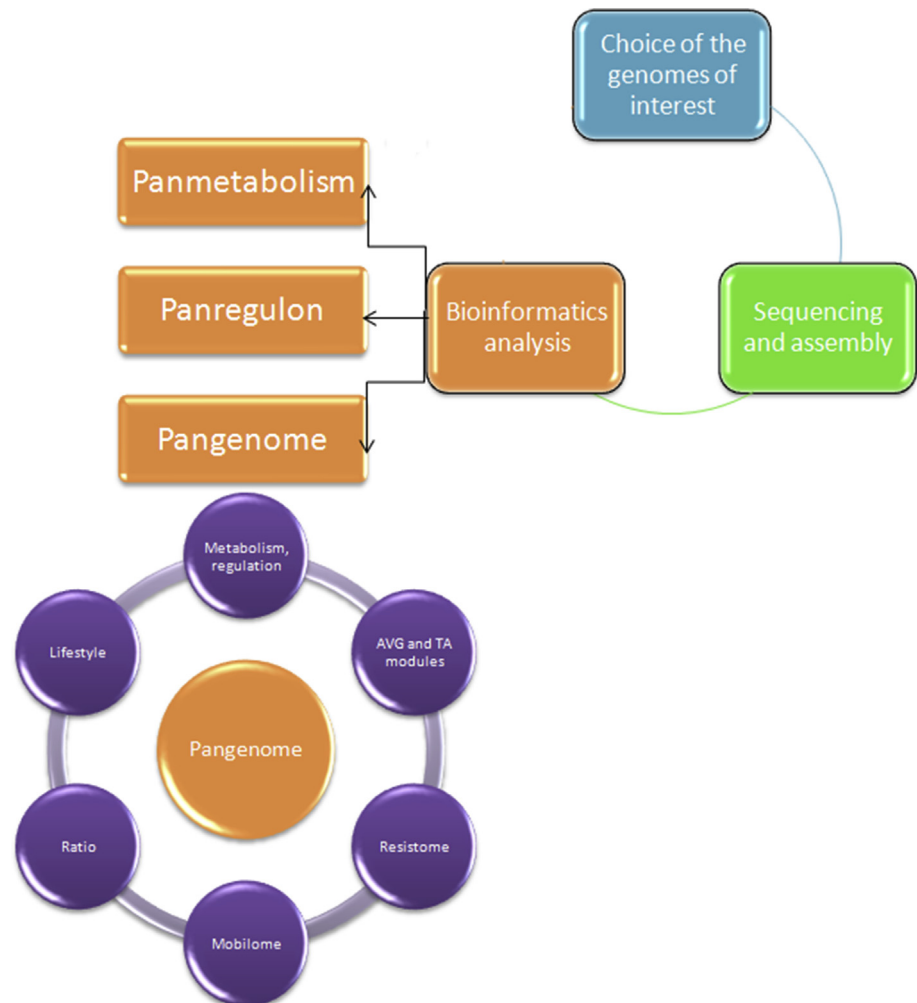 Choice of the
genomes of
interest
Panmetabolism
Panregulon
Bioinformatics
analysis
Sequencing
and assembly
Pangenome
Metabolism,
regulation
Lifestyle
AVG and TA
modules
Pangenome
Ratio
Resistome
Mobilome